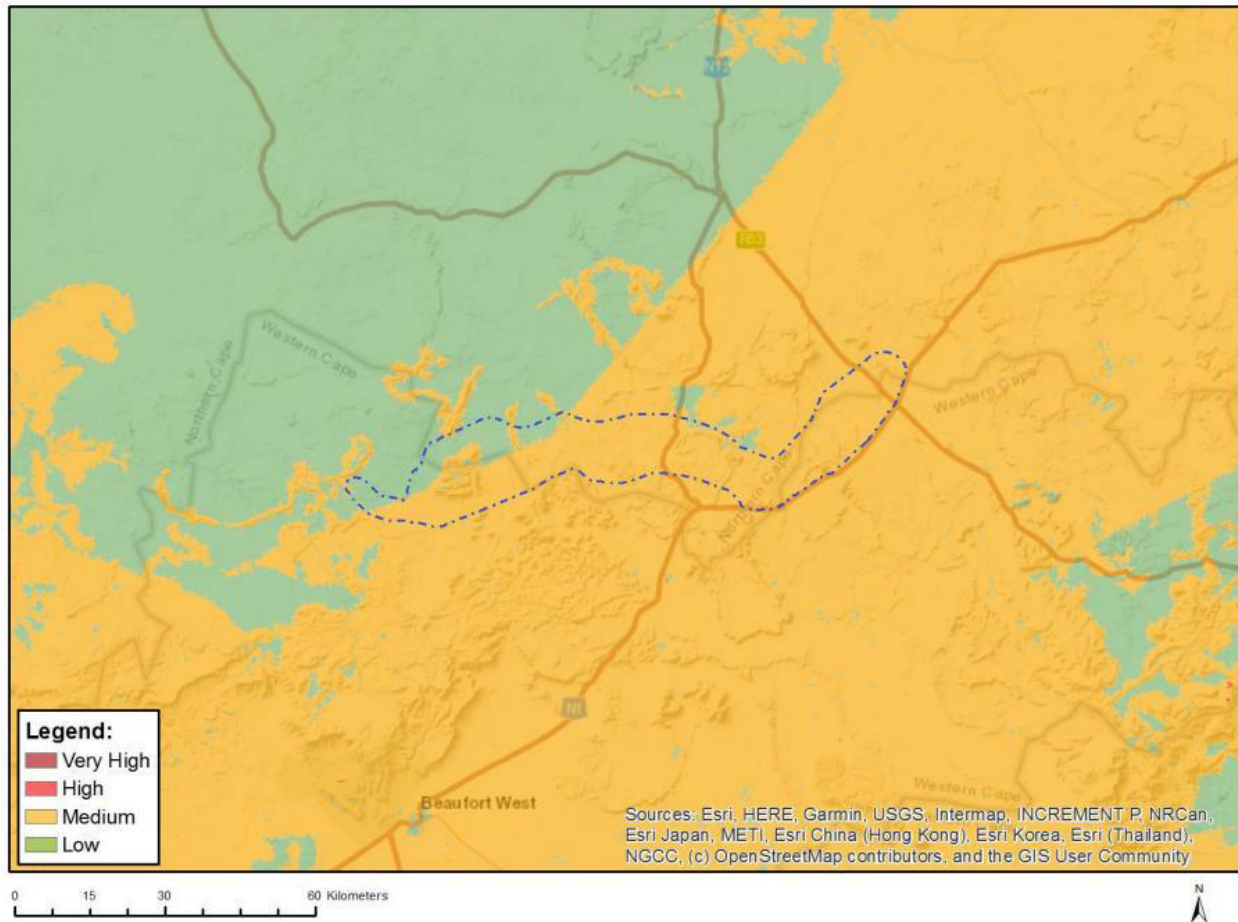 N12
R63
Western Cape
Northern Cape
Western Cape
Northern Cape
N1
Western Cape
Beaufort West
Legend:
Very High
High
Medium
Low
Sources: Esri, HERE, Garmin, USGS, Intermap, INCREMENT P, NRCan,
Esri Japan, METI, Esri China (Hong Kong), Esri Korea, Esri (Thailand),
NGCC, (c) OpenStreetMap contributors, and the GIS User Community
0 15 30 60 Kilometers
N